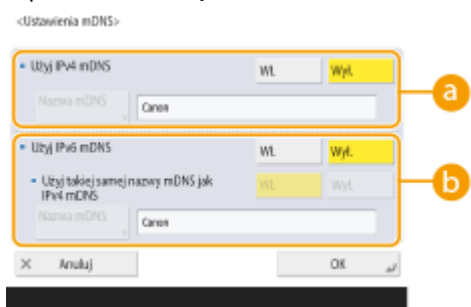 <Ustawienia mDNS>
Użyj IPv4 mDNS
Wł.
Wył.
a
Nazwa mDNS
Canon
Użyj IPv6 mDNS
Wł.
Wył.
b
Użyj takiej samej nazwy mDNS jak
IPv4 mDNS
Wł.
Wył.
Nazwa mDNS
Canon
× Anuluj
OK